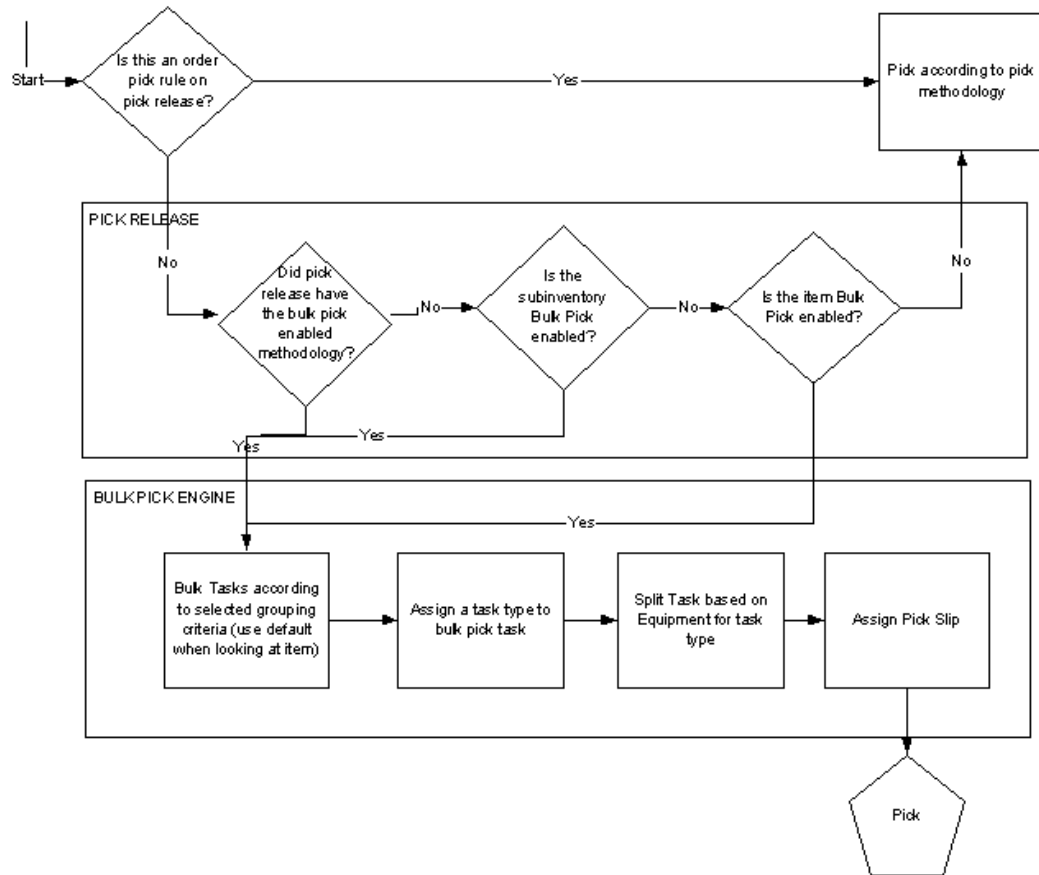 Is this an order
pick rule on
pick release?
Start
Yes
Pick according to pick
methodology
PICK RELEASE
No
Did pick
release have
the bulk pick
enabled
methodology?
No
Is the
subinventory
Bulk Pick
enabled?
No
Is the item Bulk
Pick enabled?
No
Yes
Yes
BULK PICK ENGINE
Yes
Bulk Tasks according
to selected grouping
criteria (use default
when looking at item)
Assign a task type to
bulk pick task
Split Task based on
Equipment for task
type
Assign Pick Slip
Pick